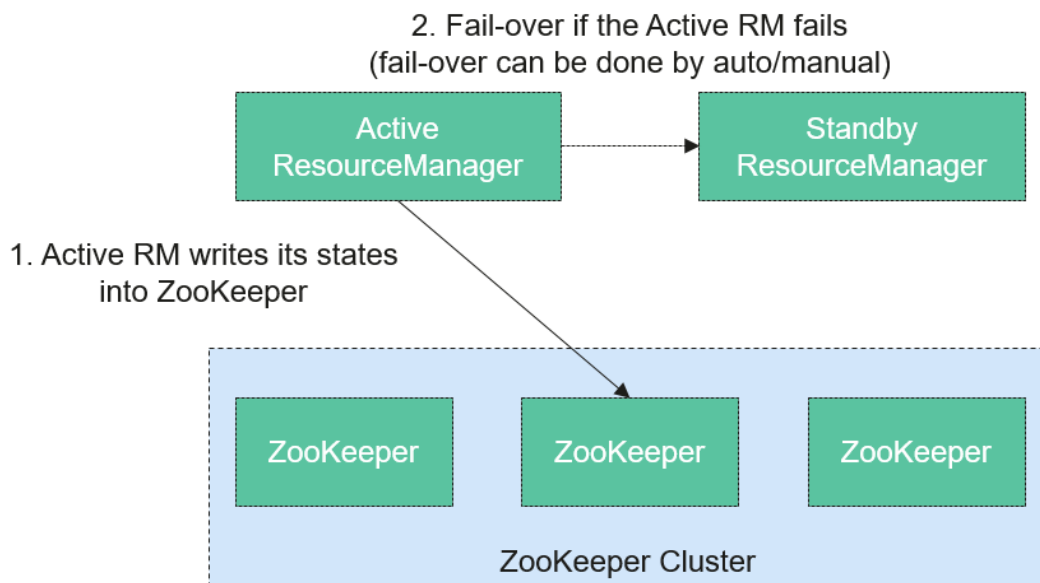 2. Fail-over if the Active RM fails
(fail-over can be done by auto/manual)
Active
ResourceManager
Standby
ResourceManager
1. Active RM writes its states
into ZooKeeper
ZooKeeper
ZooKeeper
ZooKeeper
ZooKeeper Cluster